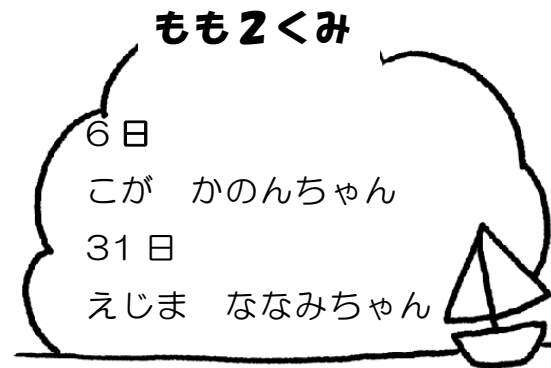 もも２くみ
６日
こが　かのんちゃん
31日
えじま　ななみちゃん